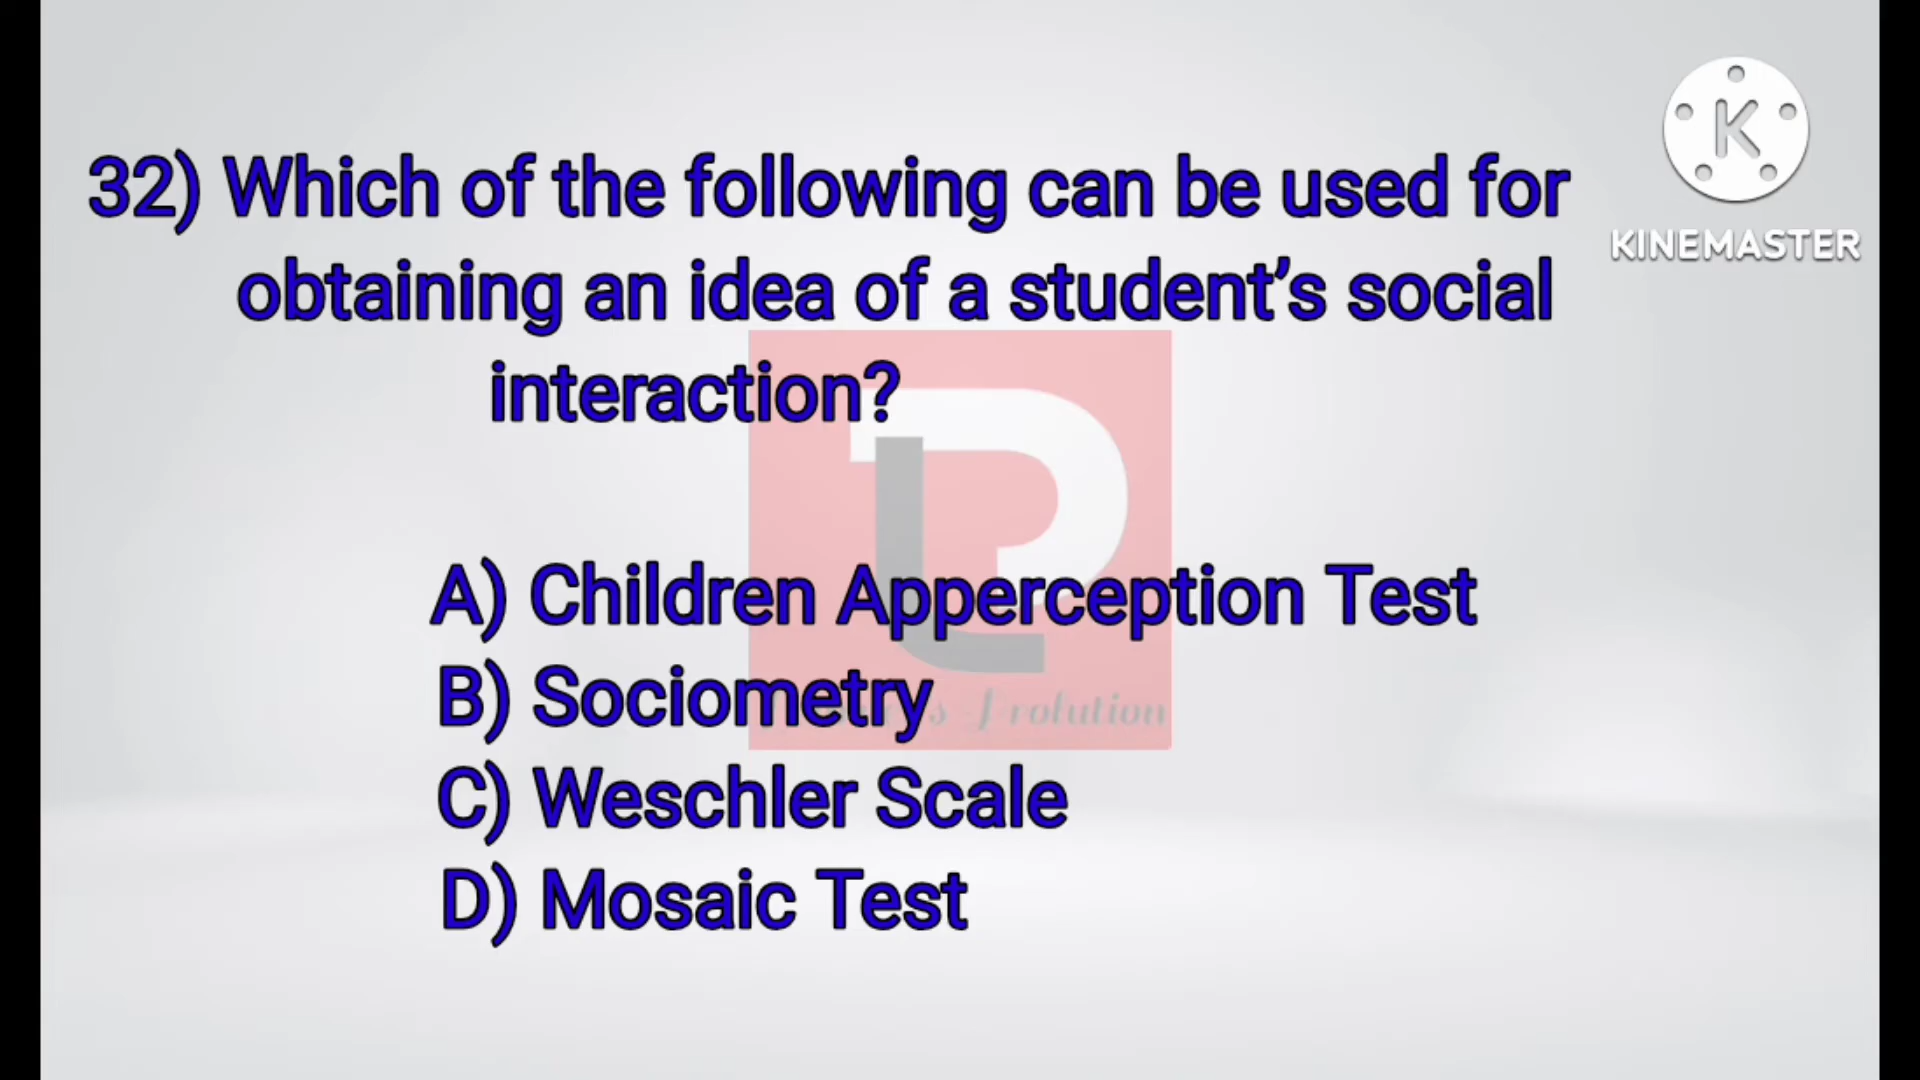 32) Which of the following can be used for
obtaining an idea of a student’s social
interaction?
A) Children Apperception Test
B) Sociometry
C) Weschler Scale
D) Mosaic Test
K
KINEMASTER